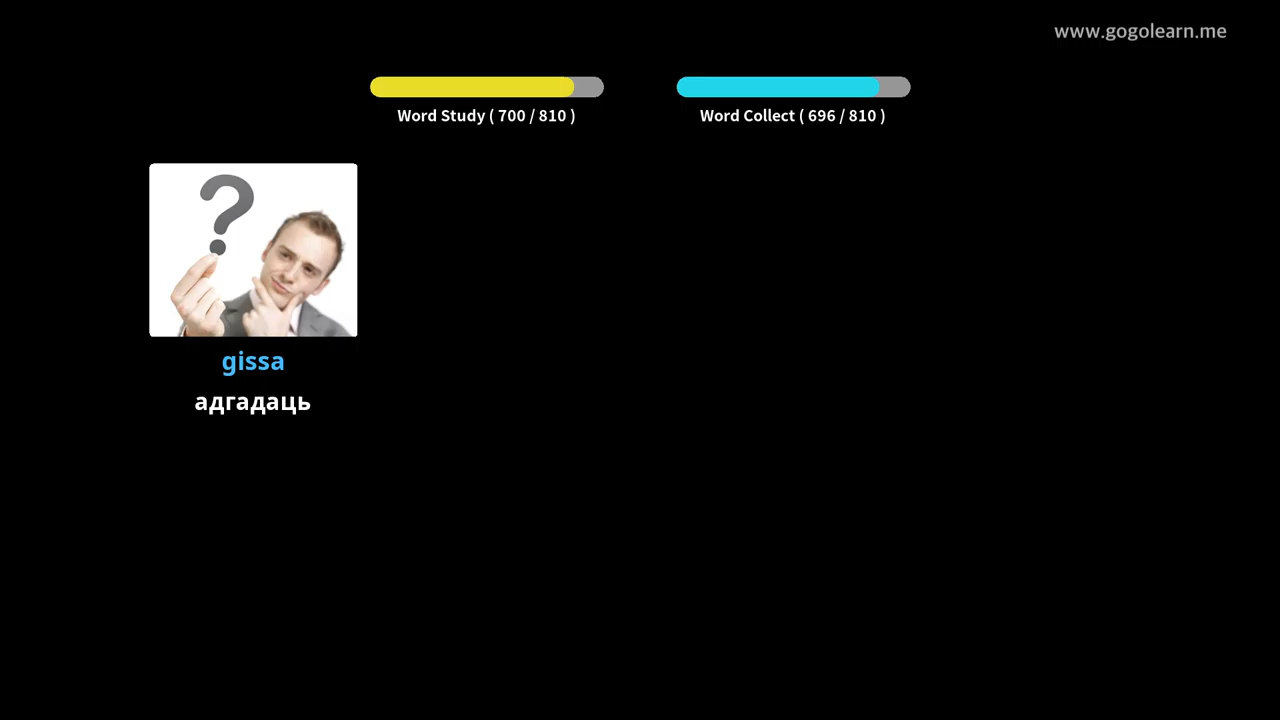 www.gogolearn.me
Word Study ( 700 / 810 )
Word Collect ( 696 / 810 )
?
gissa
адгадаць